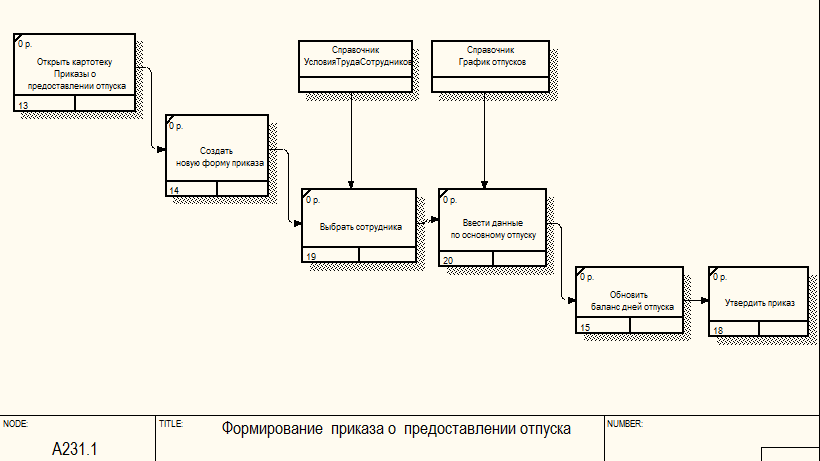 0 р.
Открыть картотеку
Приказы о
предоставлении отпуска
13
Справочник
УсловияТрудаСотрудников
Справочник
График отпусков
0 р.
Создать
новую форму приказа
14
0 р.
Выбрать сотрудника
19
0 р.
Ввести данные
по основному отпуску
20
0 р.
Обновить
баланс дней отпуска
15
0 р.
Утвердить приказ
18
NODE:
A231.1
TITLE:
Формирование приказа о предоставлении отпуска
NUMBER: